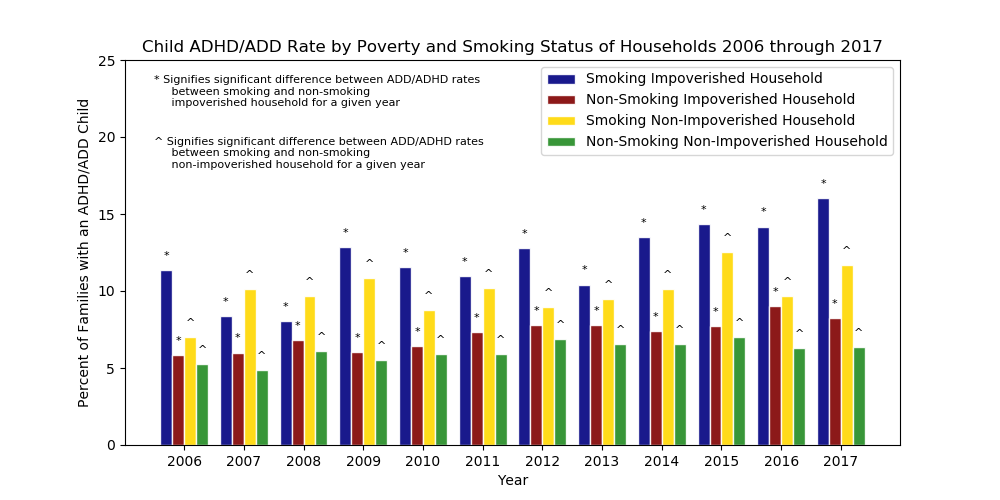 Child ADHD/ADD Rate by Poverty and Smoking Status of Households 2006 through 2017
Percent of Families with an ADHD/ADD Child
25
20
15
10
5
0
* Signifies significant difference between ADD/ADHD rates
between smoking and non-smoking
impoverished household for a given year
^ Signifies significant difference between ADD/ADHD rates
between smoking and non-smoking
non-impoverished household for a given year
Smoking Impoverished Household
Non-Smoking Impoverished Household
Smoking Non-Impoverished Household
Non-Smoking Non-Impoverished Household
* * ^ ^ * * ^ ^ * * ^ ^ * * ^ ^ * * ^ ^ * * ^ ^ * * ^ ^ * * ^ ^ * * ^ ^ * * ^ ^ * * ^ ^ * * ^ ^
2006 2007 2008 2009 2010 2011 2012 2013 2014 2015 2016 2017
Year